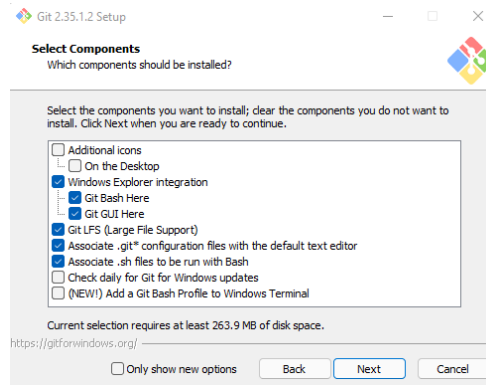 Git 2.35.1.2 Setup
Select Components
Which components should be installed?
Select the components you want to install; clear the components you do not want to
install. Click Next when you are ready to continue.
Additional icons
On the Desktop
Windows Explorer integration
Git Bash Here
Git GUI Here
Git LFS (Large File Support)
Associate .git* configuration files with the default text editor
Associate .sh files to be run with Bash
Check daily for Git for Windows updates
(NEW!) Add a Git Bash Profile to Windows Terminal
Current selection requires at least 263.9 MB of disk space.
https://gitforwindows.org/
Only show new options Back Next Cancel